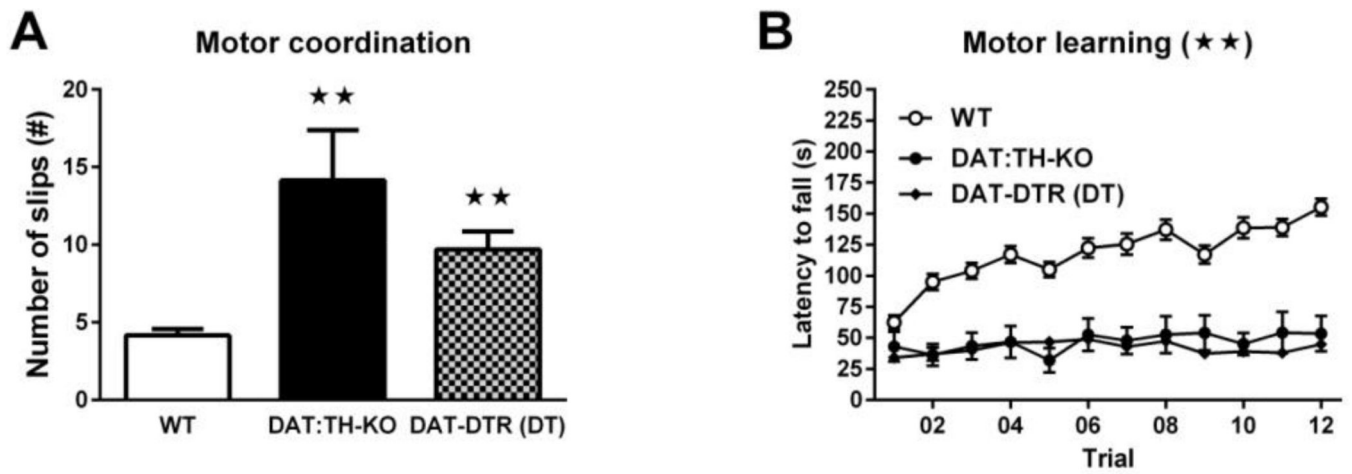 A
Motor coordination
Number of slips (#)
20
15
10
5
0
★★
★★
WT
DAT:TH-KO
DAT-DTR (DT)
B
Motor learning (★★)
Latency to fall (s)
250
225
200
175
150
125
100
75
50
25
0
WT
DAT:TH-KO
DAT-DTR (DT)
02
04
06
08
10
12
Trial